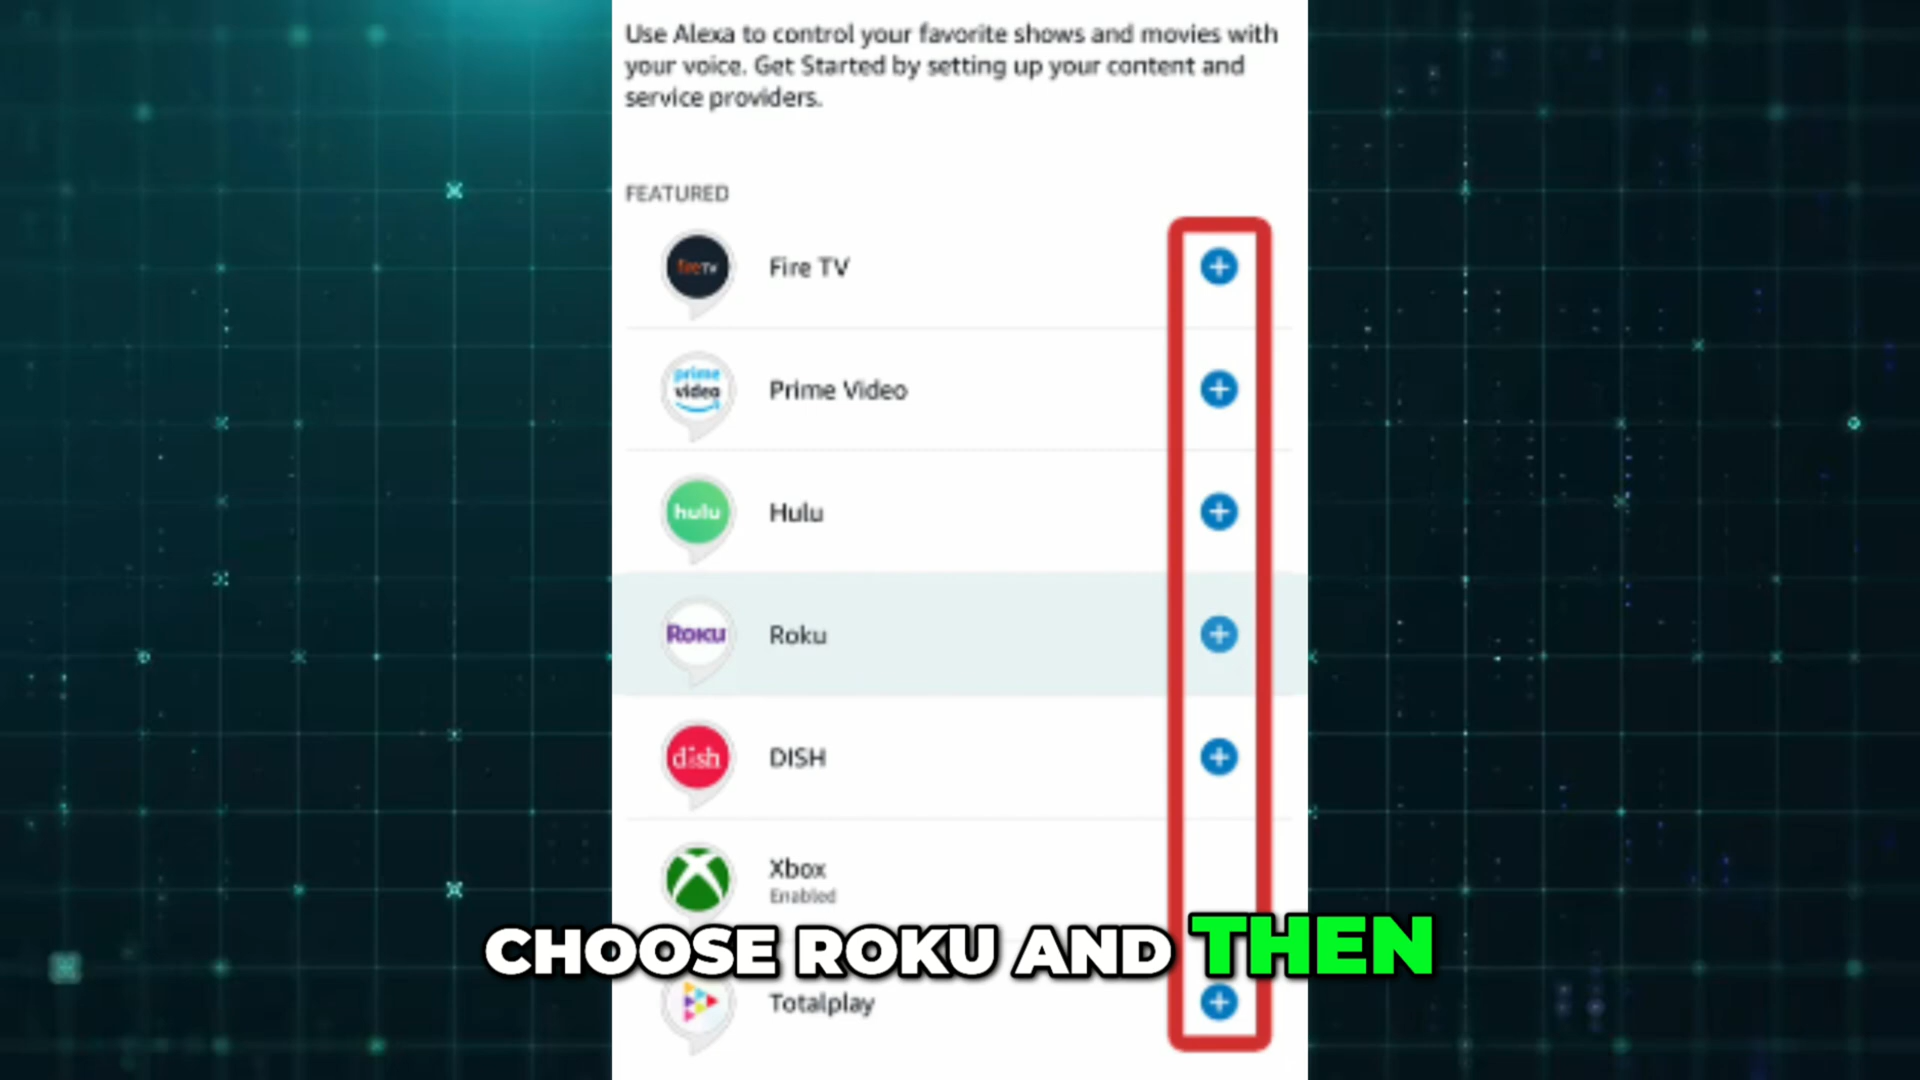 Use Alexa to control your favorite shows and movies with
your voice. Get Started by setting up your content and
service providers.
FEATURED
fireTV
Fire TV
prime
video
Prime Video
hulu
Hulu
ROKU
Roku
dish
DISH
Xbox
Enabled
CHOOSE ROKU AND THEN
Totalplay